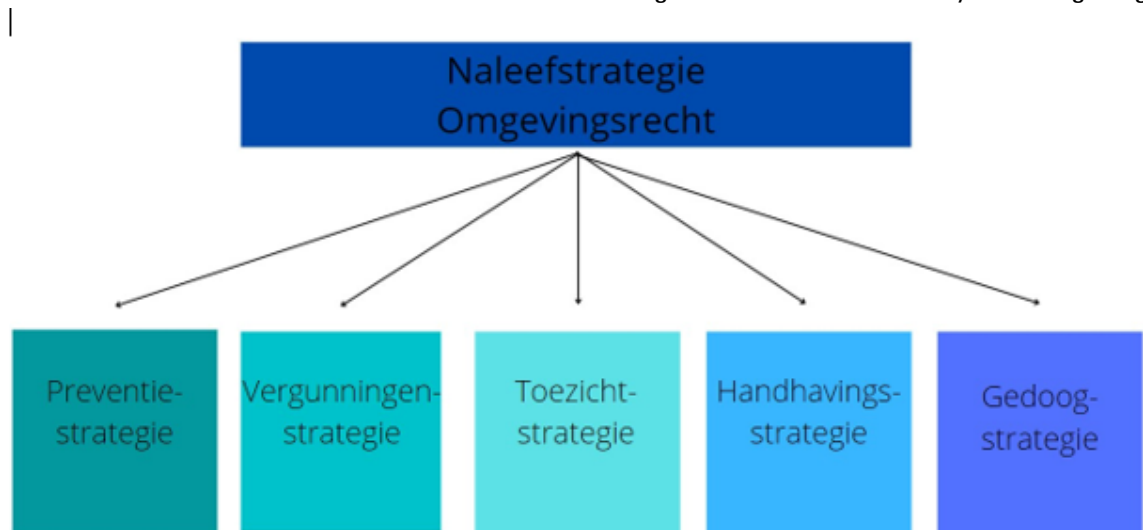 Naleefstrategie
Omgevingsrecht
Preventie-
strategie
Vergunningen-
strategie
Toezicht-
strategie
Handhavings-
strategie
Gedoog-
strategie